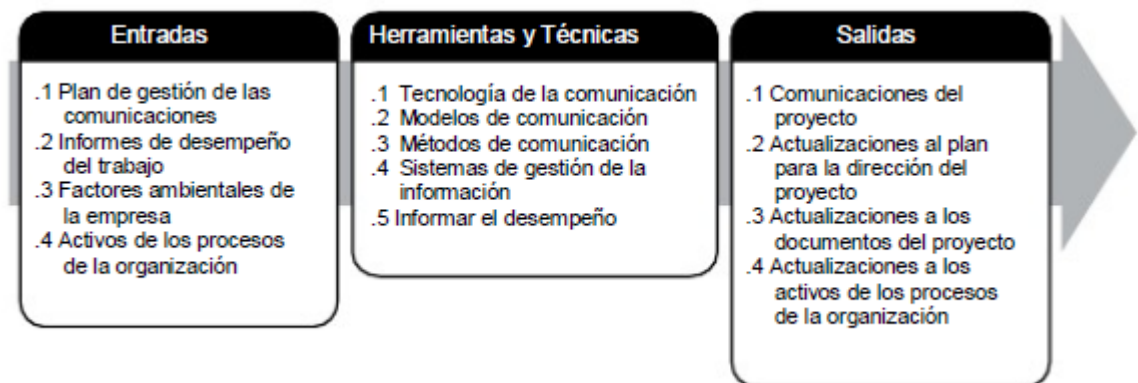 Entradas
.1 Plan de gestión de las
comunicaciones
.2 Informes de desempeño
del trabajo
.3 Factores ambientales de
la empresa
.4 Activos de los procesos
de la organización
Herramientas y Técnicas
.1 Tecnología de la comunicación
.2 Modelos de comunicación
.3 Métodos de comunicación
.4 Sistemas de gestión de la
información
.5 Informar el desempeño
Salidas
.1 Comunicaciones del
proyecto
.2 Actualizaciones al plan
para la dirección del
proyecto
.3 Actualizaciones a los
documentos del proyecto
.4 Actualizaciones a los
activos de los procesos
de la organización